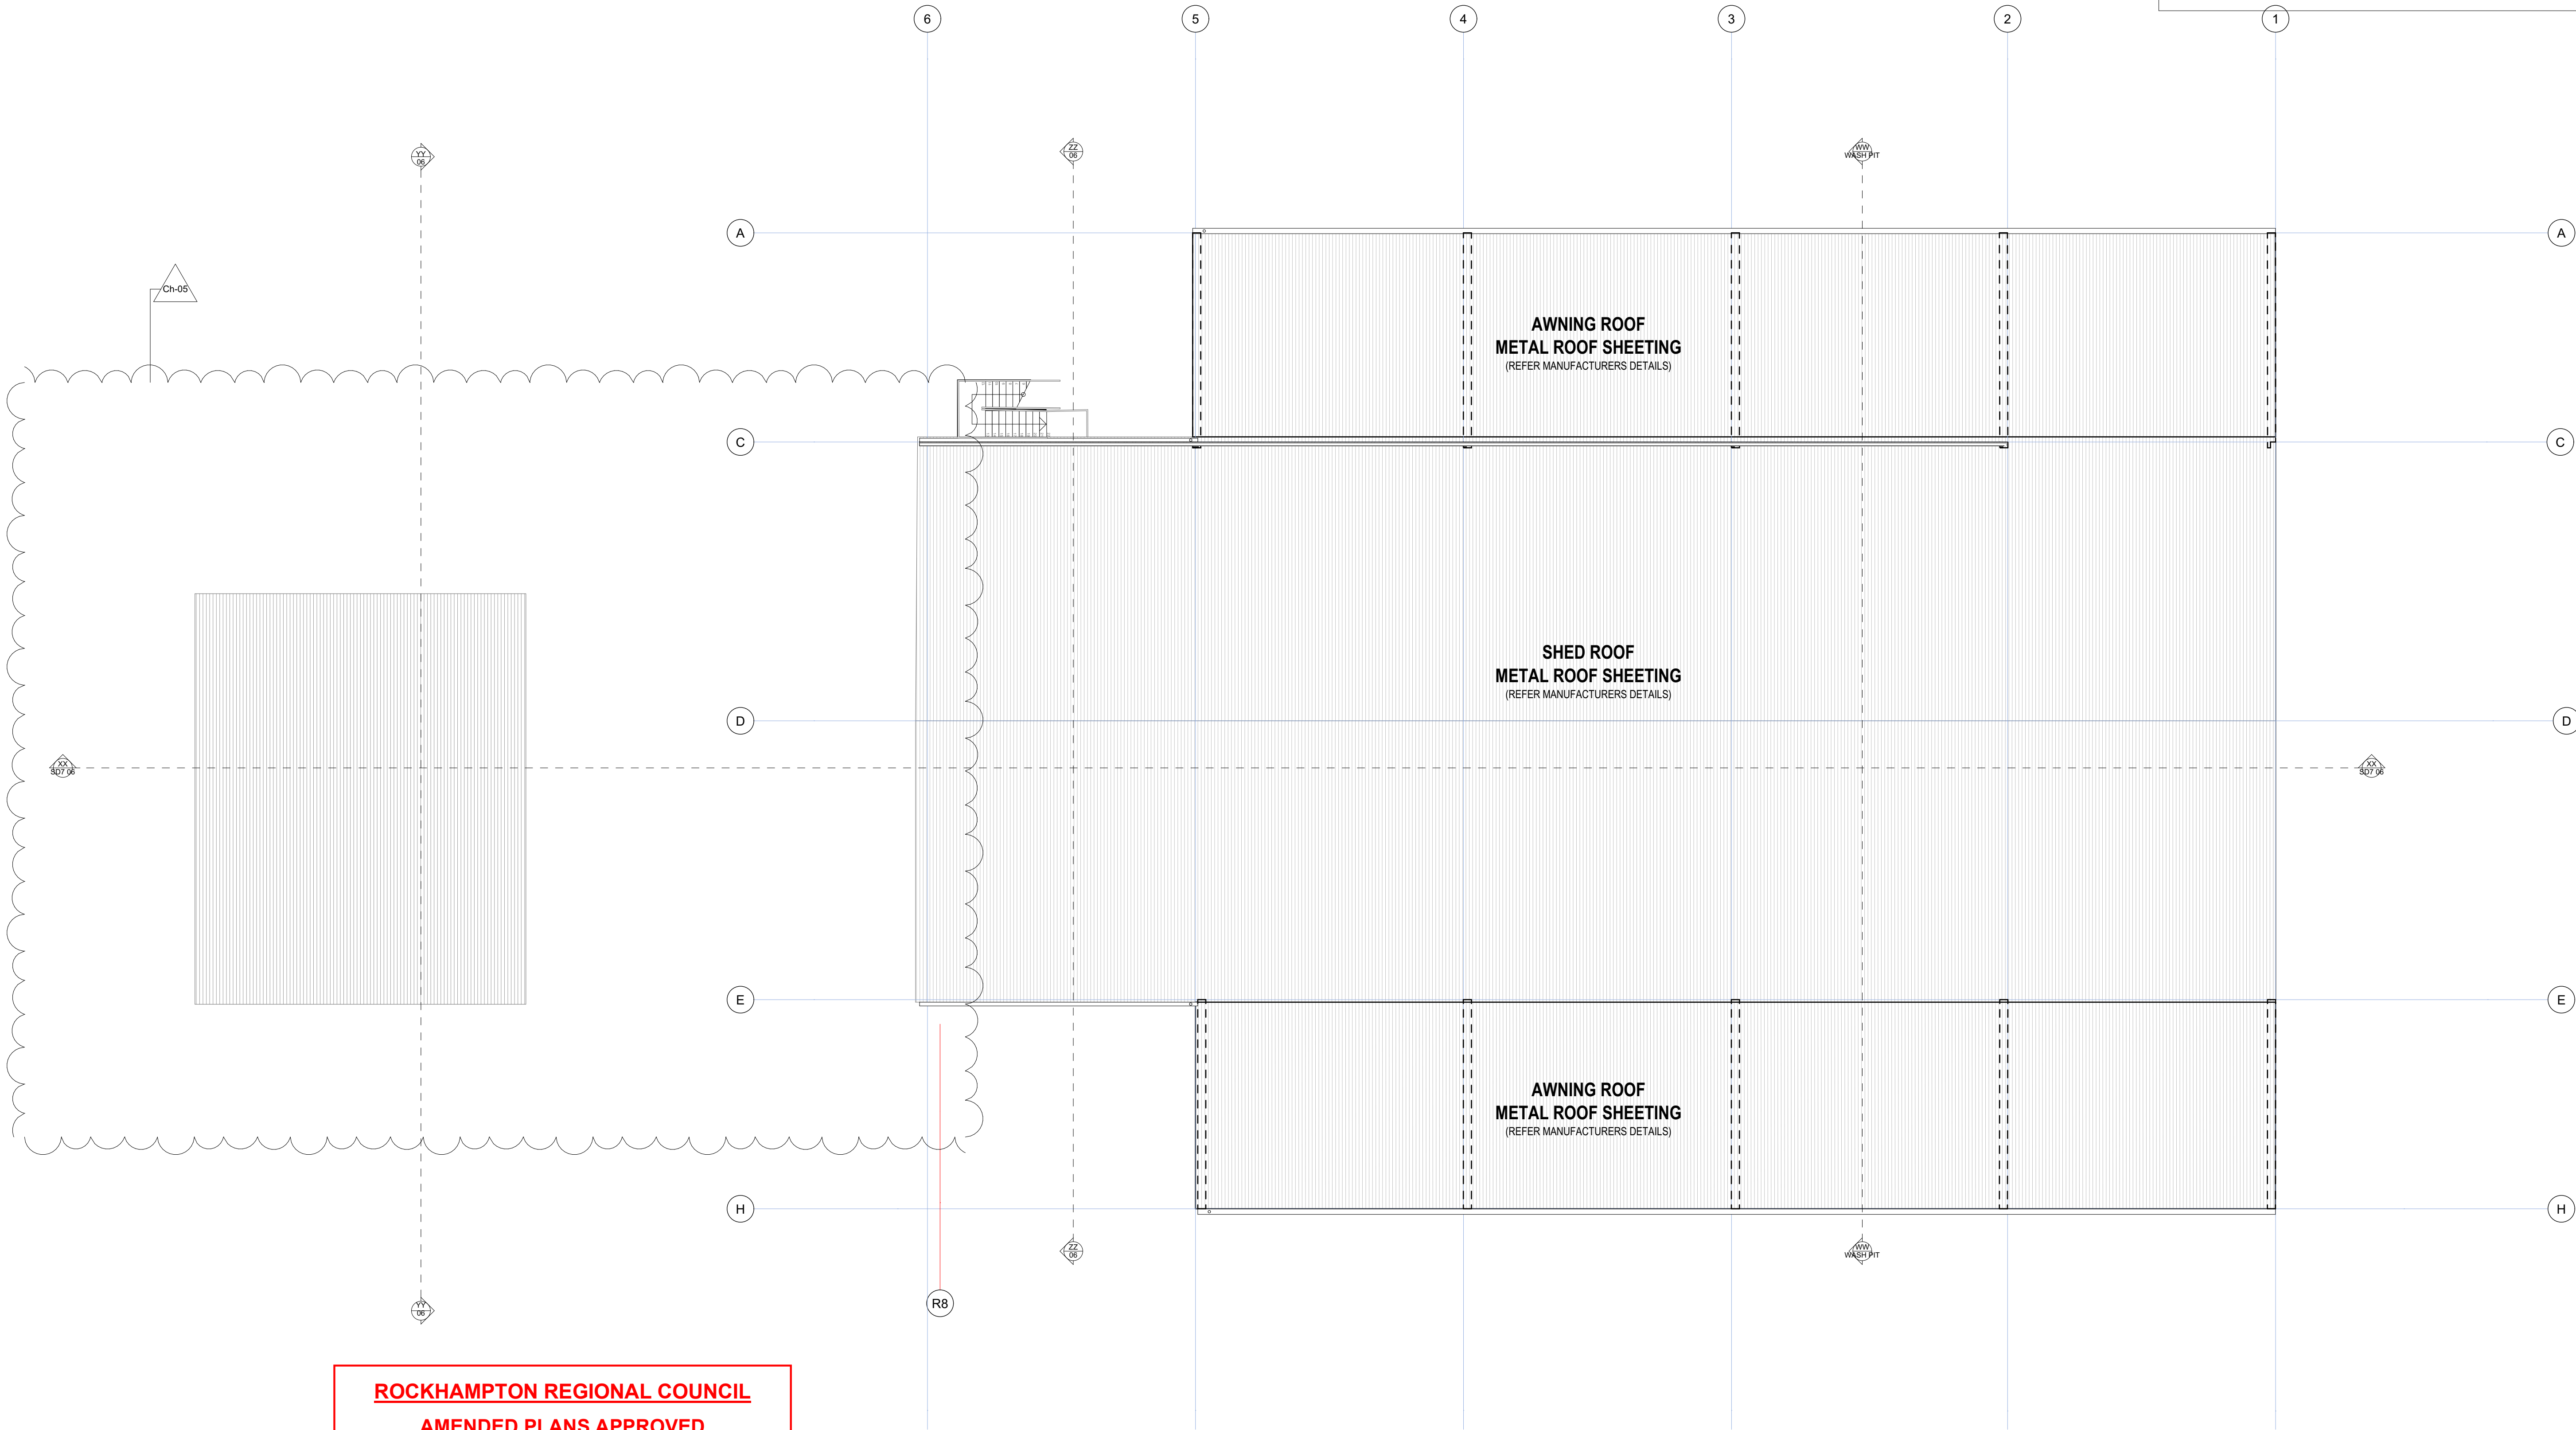 6 5 4 3 2 1
YY
06
ZZ
06
WW
WASH PIT
A A
Ch-05
AWNING ROOF
METAL ROOF SHEETING
(REFER MANUFACTURERS DETAILS)
C C
SHED ROOF
METAL ROOF SHEETING
(REFER MANUFACTURERS DETAILS)
D D
XX
SD7 06
XX
SD7 06
E E
AWNING ROOF
METAL ROOF SHEETING
(REFER MANUFACTURERS DETAILS)
H H
ZZ
06
WW
WASH PIT
YY
06
R8
ROCKHAMPTON REGIONAL COUNCIL
AMENDED PLANS APPROVED